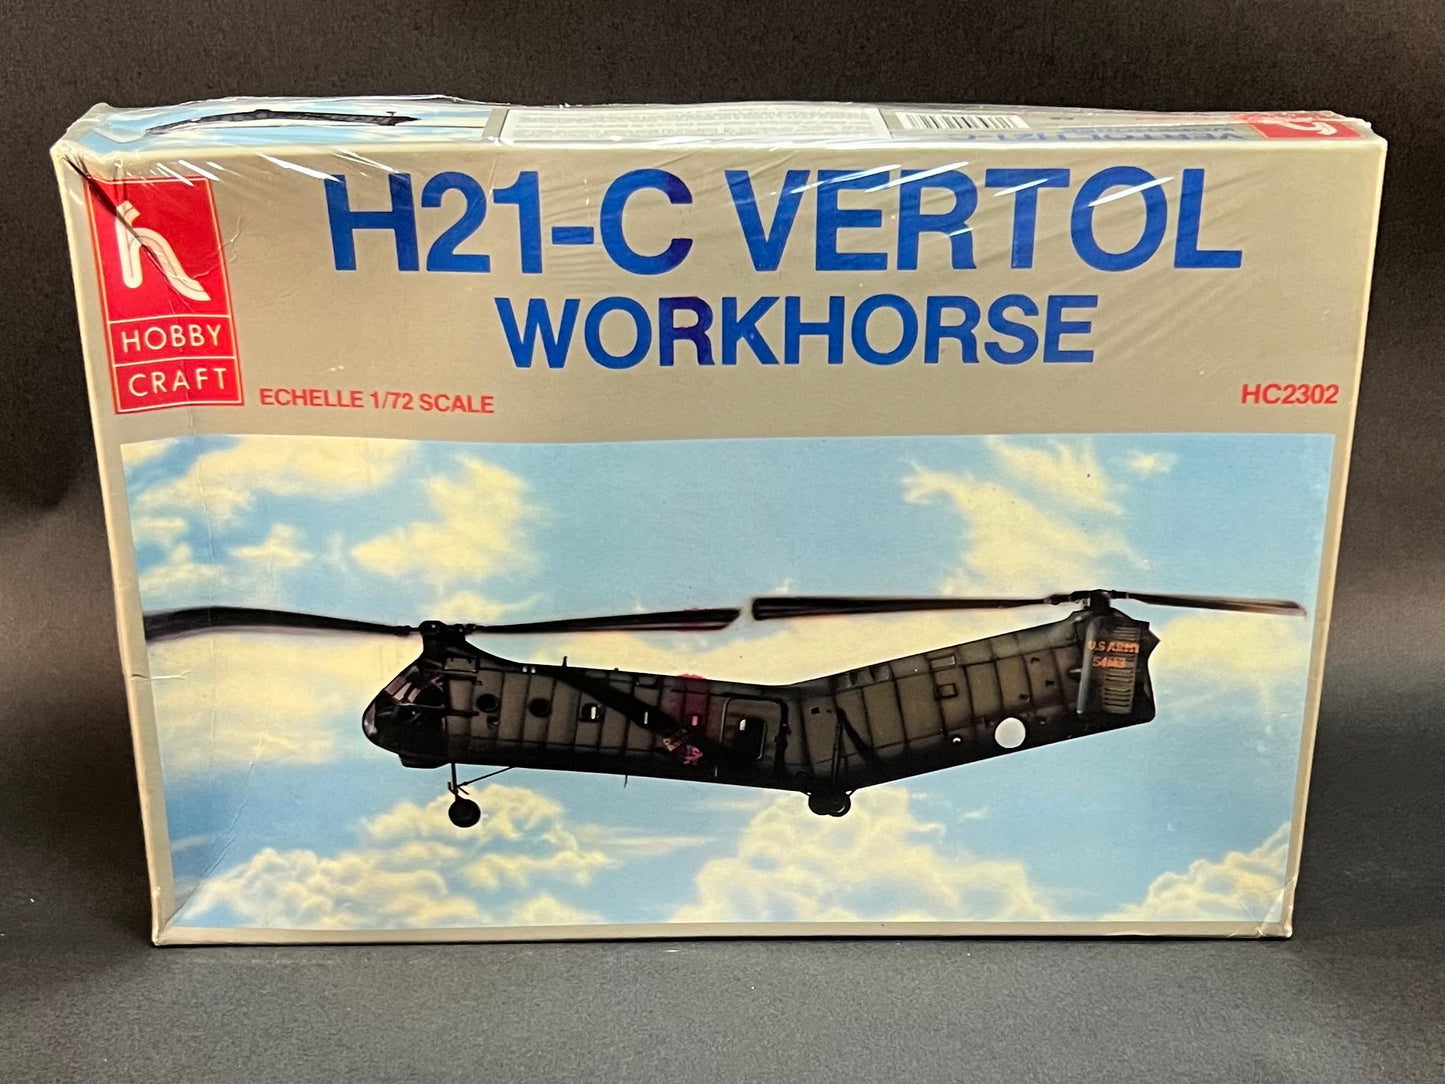 H21-C VERTOL
WORKHORSE
HOBBY
CRAFT
ECHELLE 1/72 SCALE
HC2302
U.S ARMY